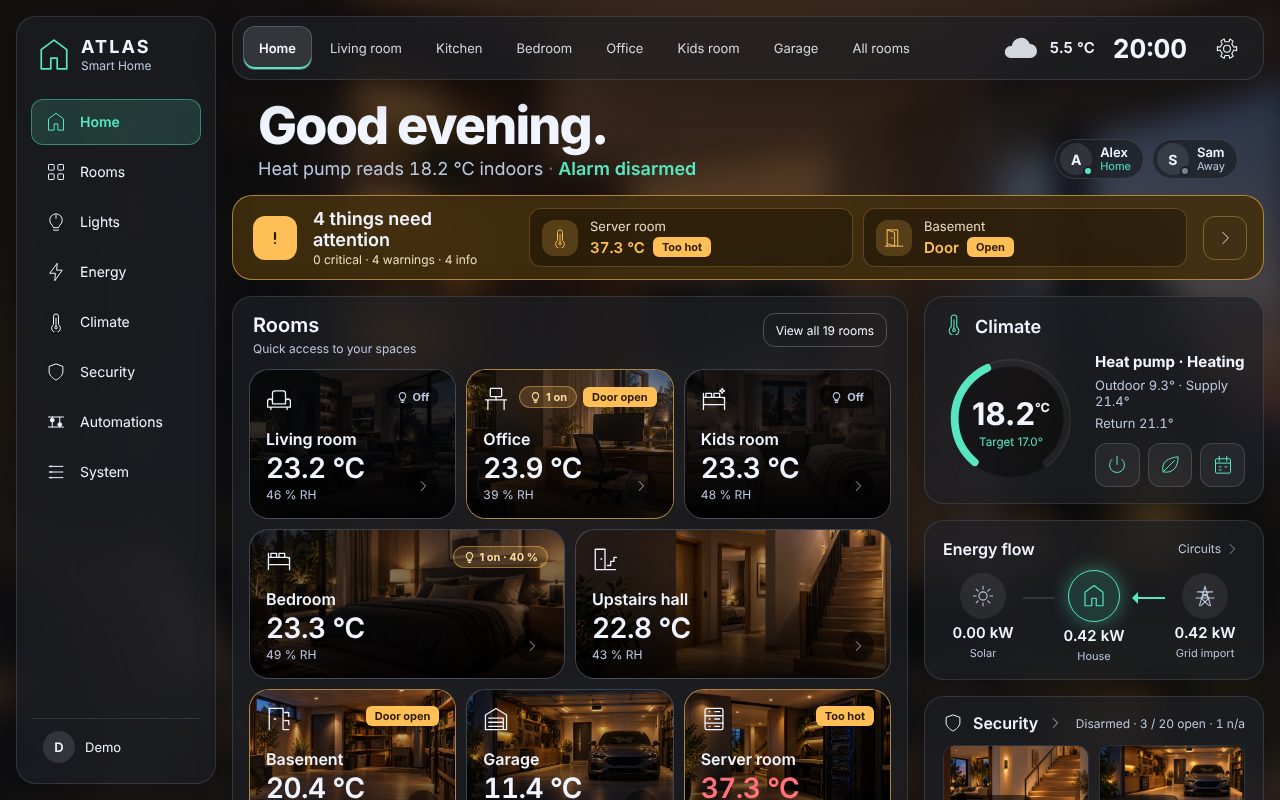 ATLAS
Smart Home
Home
Rooms
Lights
Energy
Climate
Security
Automations
System
D Demo
Home Living room Kitchen Bedroom Office Kids room Garage All rooms
5.5 °C 20:00
Good evening.
Heat pump reads 18.2 °C indoors · Alarm disarmed
A Alex
Home
S Sam
Away
!
4 things need
attention
0 critical · 4 warnings · 4 info
Server room
37.3 °C Too hot
Basement
Door Open
Rooms
Quick access to your spaces
View all 19 rooms
Off
Living room
23.2 °C
46 % RH
1 on Door open
Office
23.9 °C
39 % RH
Off
Kids room
23.3 °C
48 % RH
1 on · 40 %
Bedroom
23.3 °C
49 % RH
Upstairs hall
22.8 °C
43 % RH
Door open
Basement
20.4 °C
Garage
11.4 °C
Too hot
Server room
37.3 °C
Climate
18.2°C
Target 17.0°
Heat pump · Heating
Outdoor 9.3° · Supply
21.4°
Return 21.1°
Energy flow
Circuits
0.00 kW
Solar
0.42 kW
House
0.42 kW
Grid import
Security
Disarmed · 3 / 20 open · 1 n/a